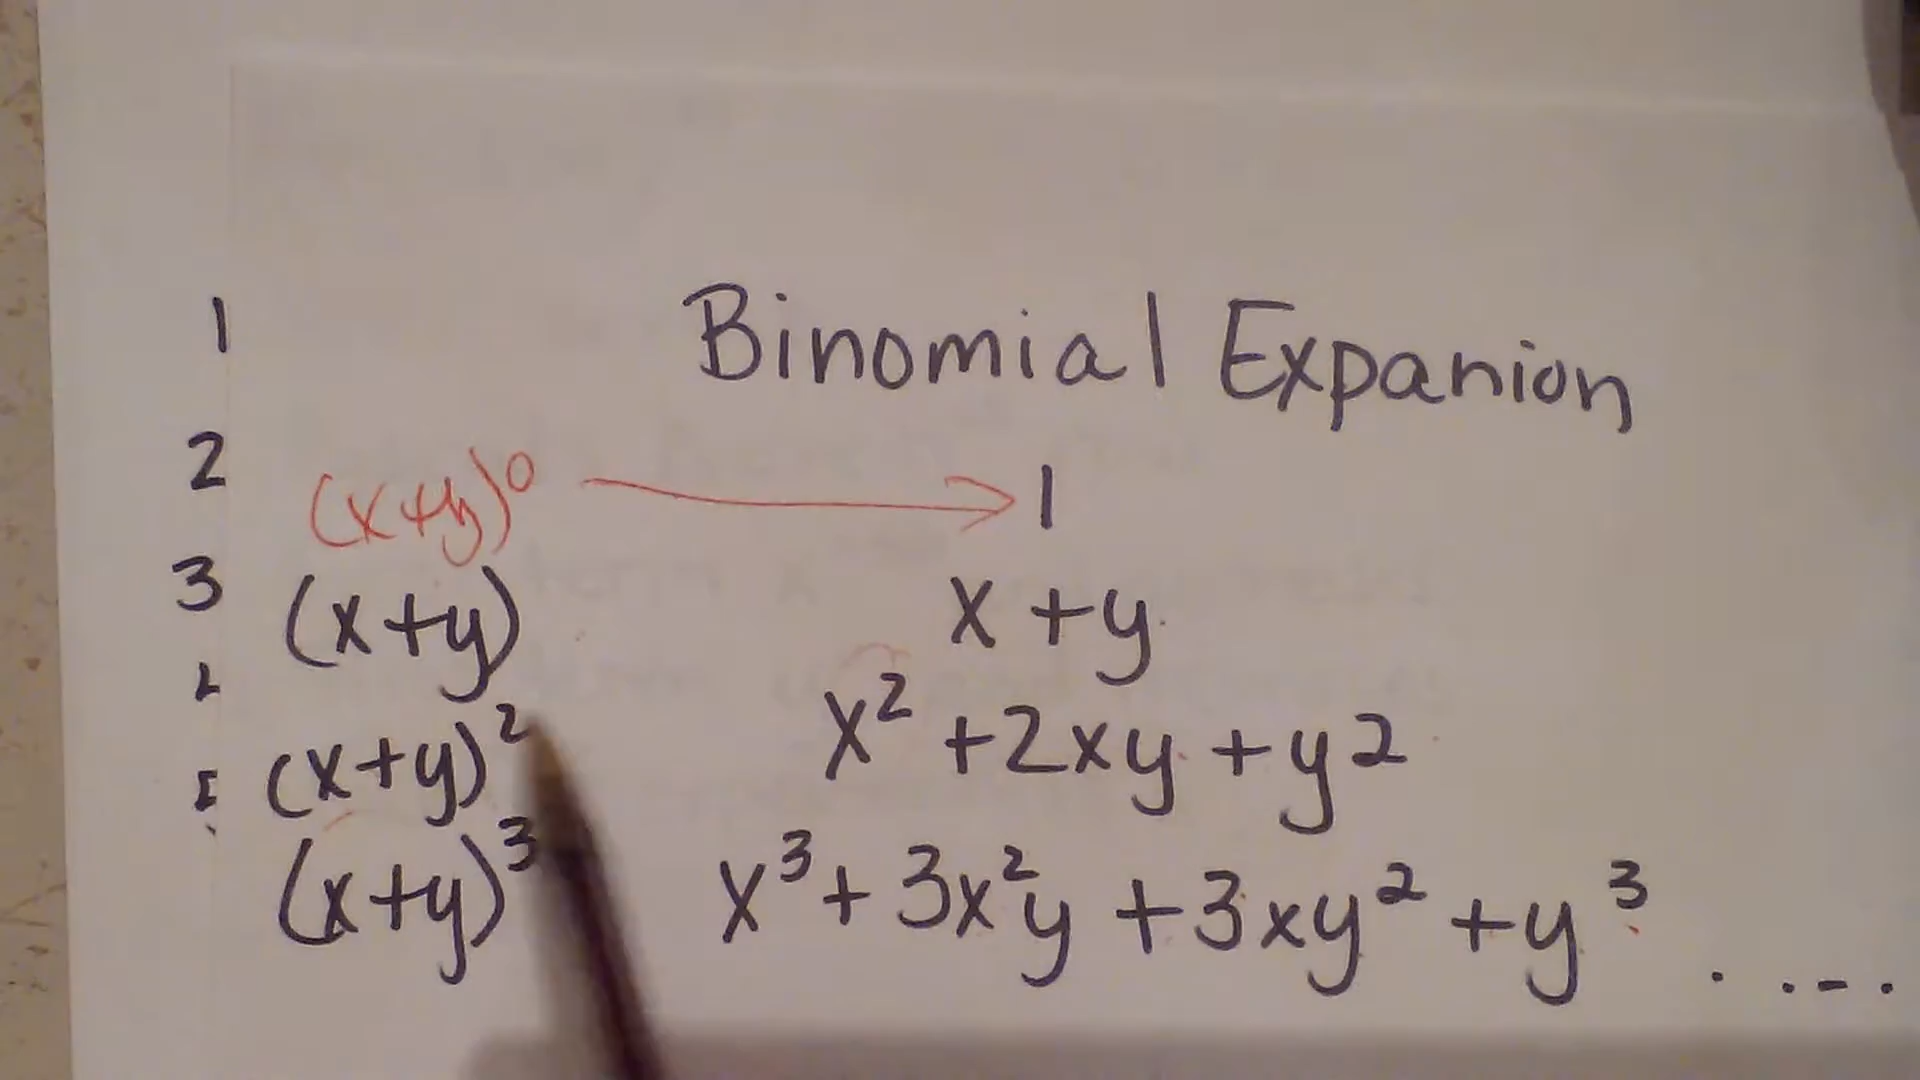 1 Binomial Expanion
2 (x+y)⁰ → 1
3 (x+y) x+y
(x+y)² x² +2xy +y2
(x+y)³ x³+3x²y+3xy²+y³ . . - .